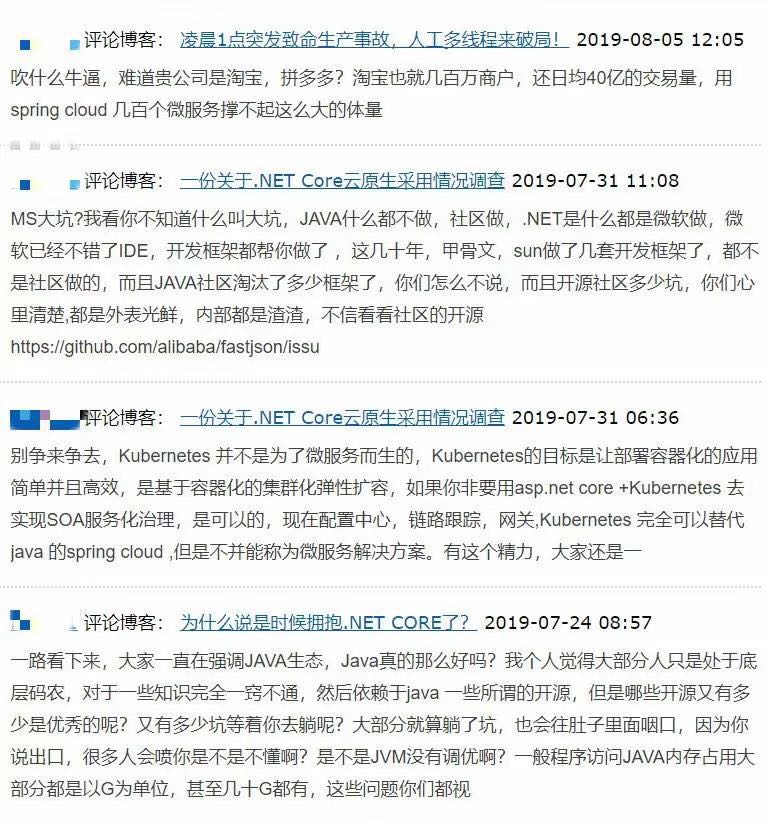 评论博客： 凌晨1点突发致命生产事故，人工多线程来破局！ 2019-08-05 12:05
吹什么牛逼，难道贵公司是淘宝，拼多多？淘宝也就几百万商户，还日均40亿的交易量，用
spring cloud 几百个微服务撑不起这么大的体量
评论博客： 一份关于.NET Core云原生采用情况调查 2019-07-31 11:08
MS大坑?我看你不知道什么叫大坑，JAVA什么都不做，社区做，.NET是什么都是微软做，微
软已经不错了IDE，开发框架都帮你做了 ，这几十年，甲骨文，sun做了几套开发框架了，都不
是社区做的，而且JAVA社区淘汰了多少框架了，你们怎么不说，而且开源社区多少坑，你们心
里清楚,都是外表光鲜，内部都是渣渣，不信看看社区的开源
https://github.com/alibaba/fastjson/issu
评论博客： 一份关于.NET Core云原生采用情况调查 2019-07-31 06:36
别争来争去，Kubernetes 并不是为了微服务而生的，Kubernetes的目标是让部署容器化的应用
简单并且高效，是基于容器化的集群化弹性扩容，如果你非要用asp.net core +Kubernetes 去
实现SOA服务化治理，是可以的，现在配置中心，链路跟踪，网关,Kubernetes 完全可以替代
java 的spring cloud ,但是不并能称为微服务解决方案。有这个精力，大家还是一
评论博客： 为什么说是时候拥抱.NET CORE了？ 2019-07-24 08:57
一路看下来，大家一直在强调JAVA生态，Java真的那么好吗？我个人觉得大部分人只是处于底
层码农，对于一些知识完全一窍不通，然后依赖于java 一些所谓的开源，但是哪些开源又有多
少是优秀的呢？又有多少坑等着你去躺呢？大部分就算躺了坑，也会往肚子里面咽口，因为你
说出口，很多人会喷你是不是不懂啊？是不是JVM没有调优啊？一般程序访问JAVA内存占用大
部分都是以G为单位，甚至几十G都有，这些问题你们都视